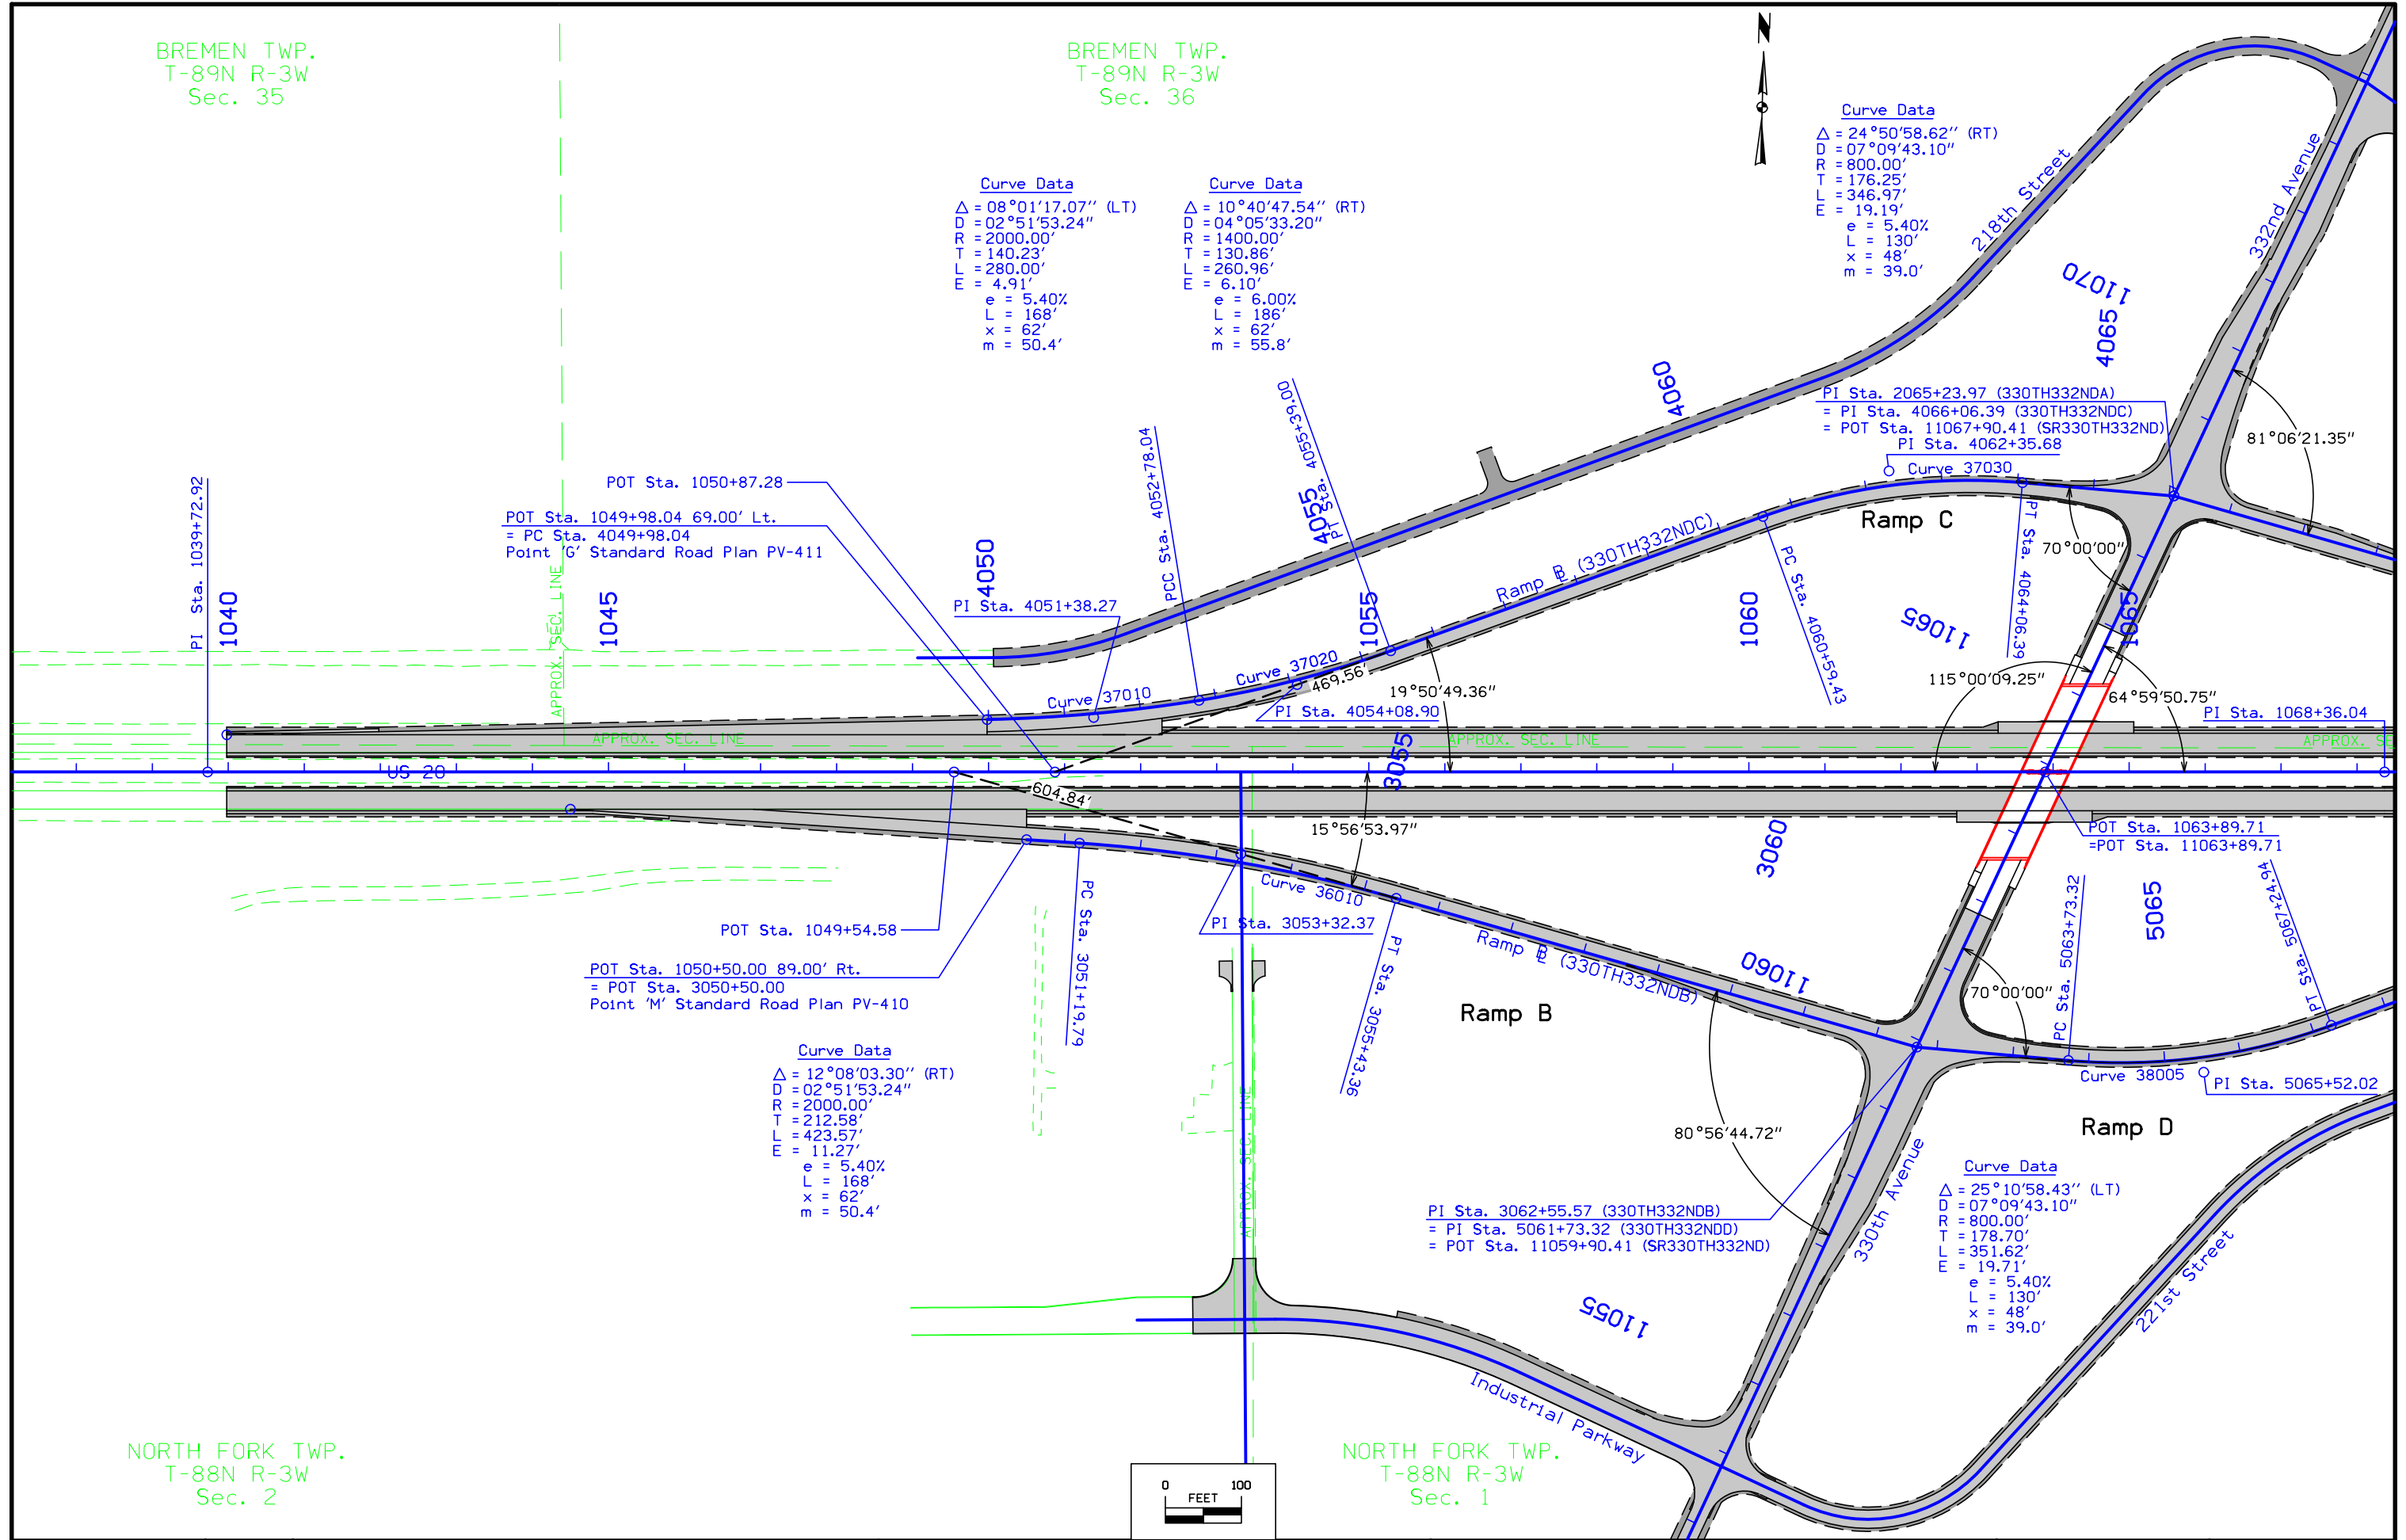 BREMEN TWP.
T-89N R-3W
Sec. 35
BREMEN TWP.
T-89N R-3W
Sec. 36
N
Curve Data
Δ = 24°50'58.62'' (RT)
D = 07°09'43.10"
R = 800.00'
T = 176.25'
L = 346.97'
E = 19.19'
e = 5.40%
L = 130'
x = 48'
m = 39.0'
Curve Data
Δ = 08°01'17.07'' (LT)
D = 02°51'53.24"
R = 2000.00'
T = 140.23'
L = 280.00'
E = 4.91'
e = 5.40%
L = 168'
x = 62'
m = 50.4'
Curve Data
Δ = 10°40'47.54'' (RT)
D = 04°05'33.20"
R = 1400.00'
T = 130.86'
L = 260.96'
E = 6.10'
e = 6.00%
L = 186'
x = 62'
m = 55.8'
218th Street
332nd Avenue
11070
4065
4060
4055
4050
PI Sta. 2065+23.97 (330TH332NDA)
= PI Sta. 4066+06.39 (330TH332NDC)
= POT Sta. 11067+90.41 (SR330TH332ND)
PI Sta. 4062+35.68
Curve 37030
81°06'21.35"
Ramp C
70°00'00"
PT Sta. 4064+06.39
PC Sta. 4060+59.43
PT Sta. 4055+39.00
PCC Sta. 4052+78.04
PI Sta. 1039+72.92
POT Sta. 1050+87.28
POT Sta. 1049+98.04 69.00' Lt.
= PC Sta. 4049+98.04
Point 'G' Standard Road Plan PV-411
PI Sta. 4051+38.27
Ramp B℄ (330TH332NDC)
1040
1045
1055
1060
11065
1065
APPROX. SEC. LINE
Curve 37010
Curve 37020
469.56'
PI Sta. 4054+08.90
19°50'49.36"
115°00'09.25"
64°59'50.75"
PI Sta. 1068+36.04
APPROX. SEC. LINE
APPROX. SEC. LINE
APPROX. SE
US 20
3055
604.84'
15°56'53.97"
POT Sta. 1063+89.71
=POT Sta. 11063+89.71
3060
5065
Curve 36010
PI Sta. 3053+32.37
POT Sta. 1049+54.58
POT Sta. 1050+50.00 89.00' Rt.
= POT Sta. 3050+50.00
Point 'M' Standard Road Plan PV-410
PC Sta. 3051+19.79
PT Sta. 3055+43.36
Ramp B℄ (330TH332NDB)
11060
Ramp B
70°00'00"
PC Sta. 5063+73.32
PT Sta. 5067+24.94
Curve 38005
PI Sta. 5065+52.02
Ramp D
Curve Data
Δ = 12°08'03.30'' (RT)
D = 02°51'53.24"
R = 2000.00'
T = 212.58'
L = 423.57'
E = 11.27'
e = 5.40%
L = 168'
x = 62'
m = 50.4'
80°56'44.72"
APPROX. SEC. LINE
PI Sta. 3062+55.57 (330TH332NDB)
= PI Sta. 5061+73.32 (330TH332NDD)
= POT Sta. 11059+90.41 (SR330TH332ND)
330th Avenue
Curve Data
Δ = 25°10'58.43'' (LT)
D = 07°09'43.10"
R = 800.00'
T = 178.70'
L = 351.62'
E = 19.71'
e = 5.40%
L = 130'
x = 48'
m = 39.0'
221st Street
11055
Industrial Parkway
NORTH FORK TWP.
T-88N R-3W
Sec. 2
NORTH FORK TWP.
T-88N R-3W
Sec. 1
0 100
FEET